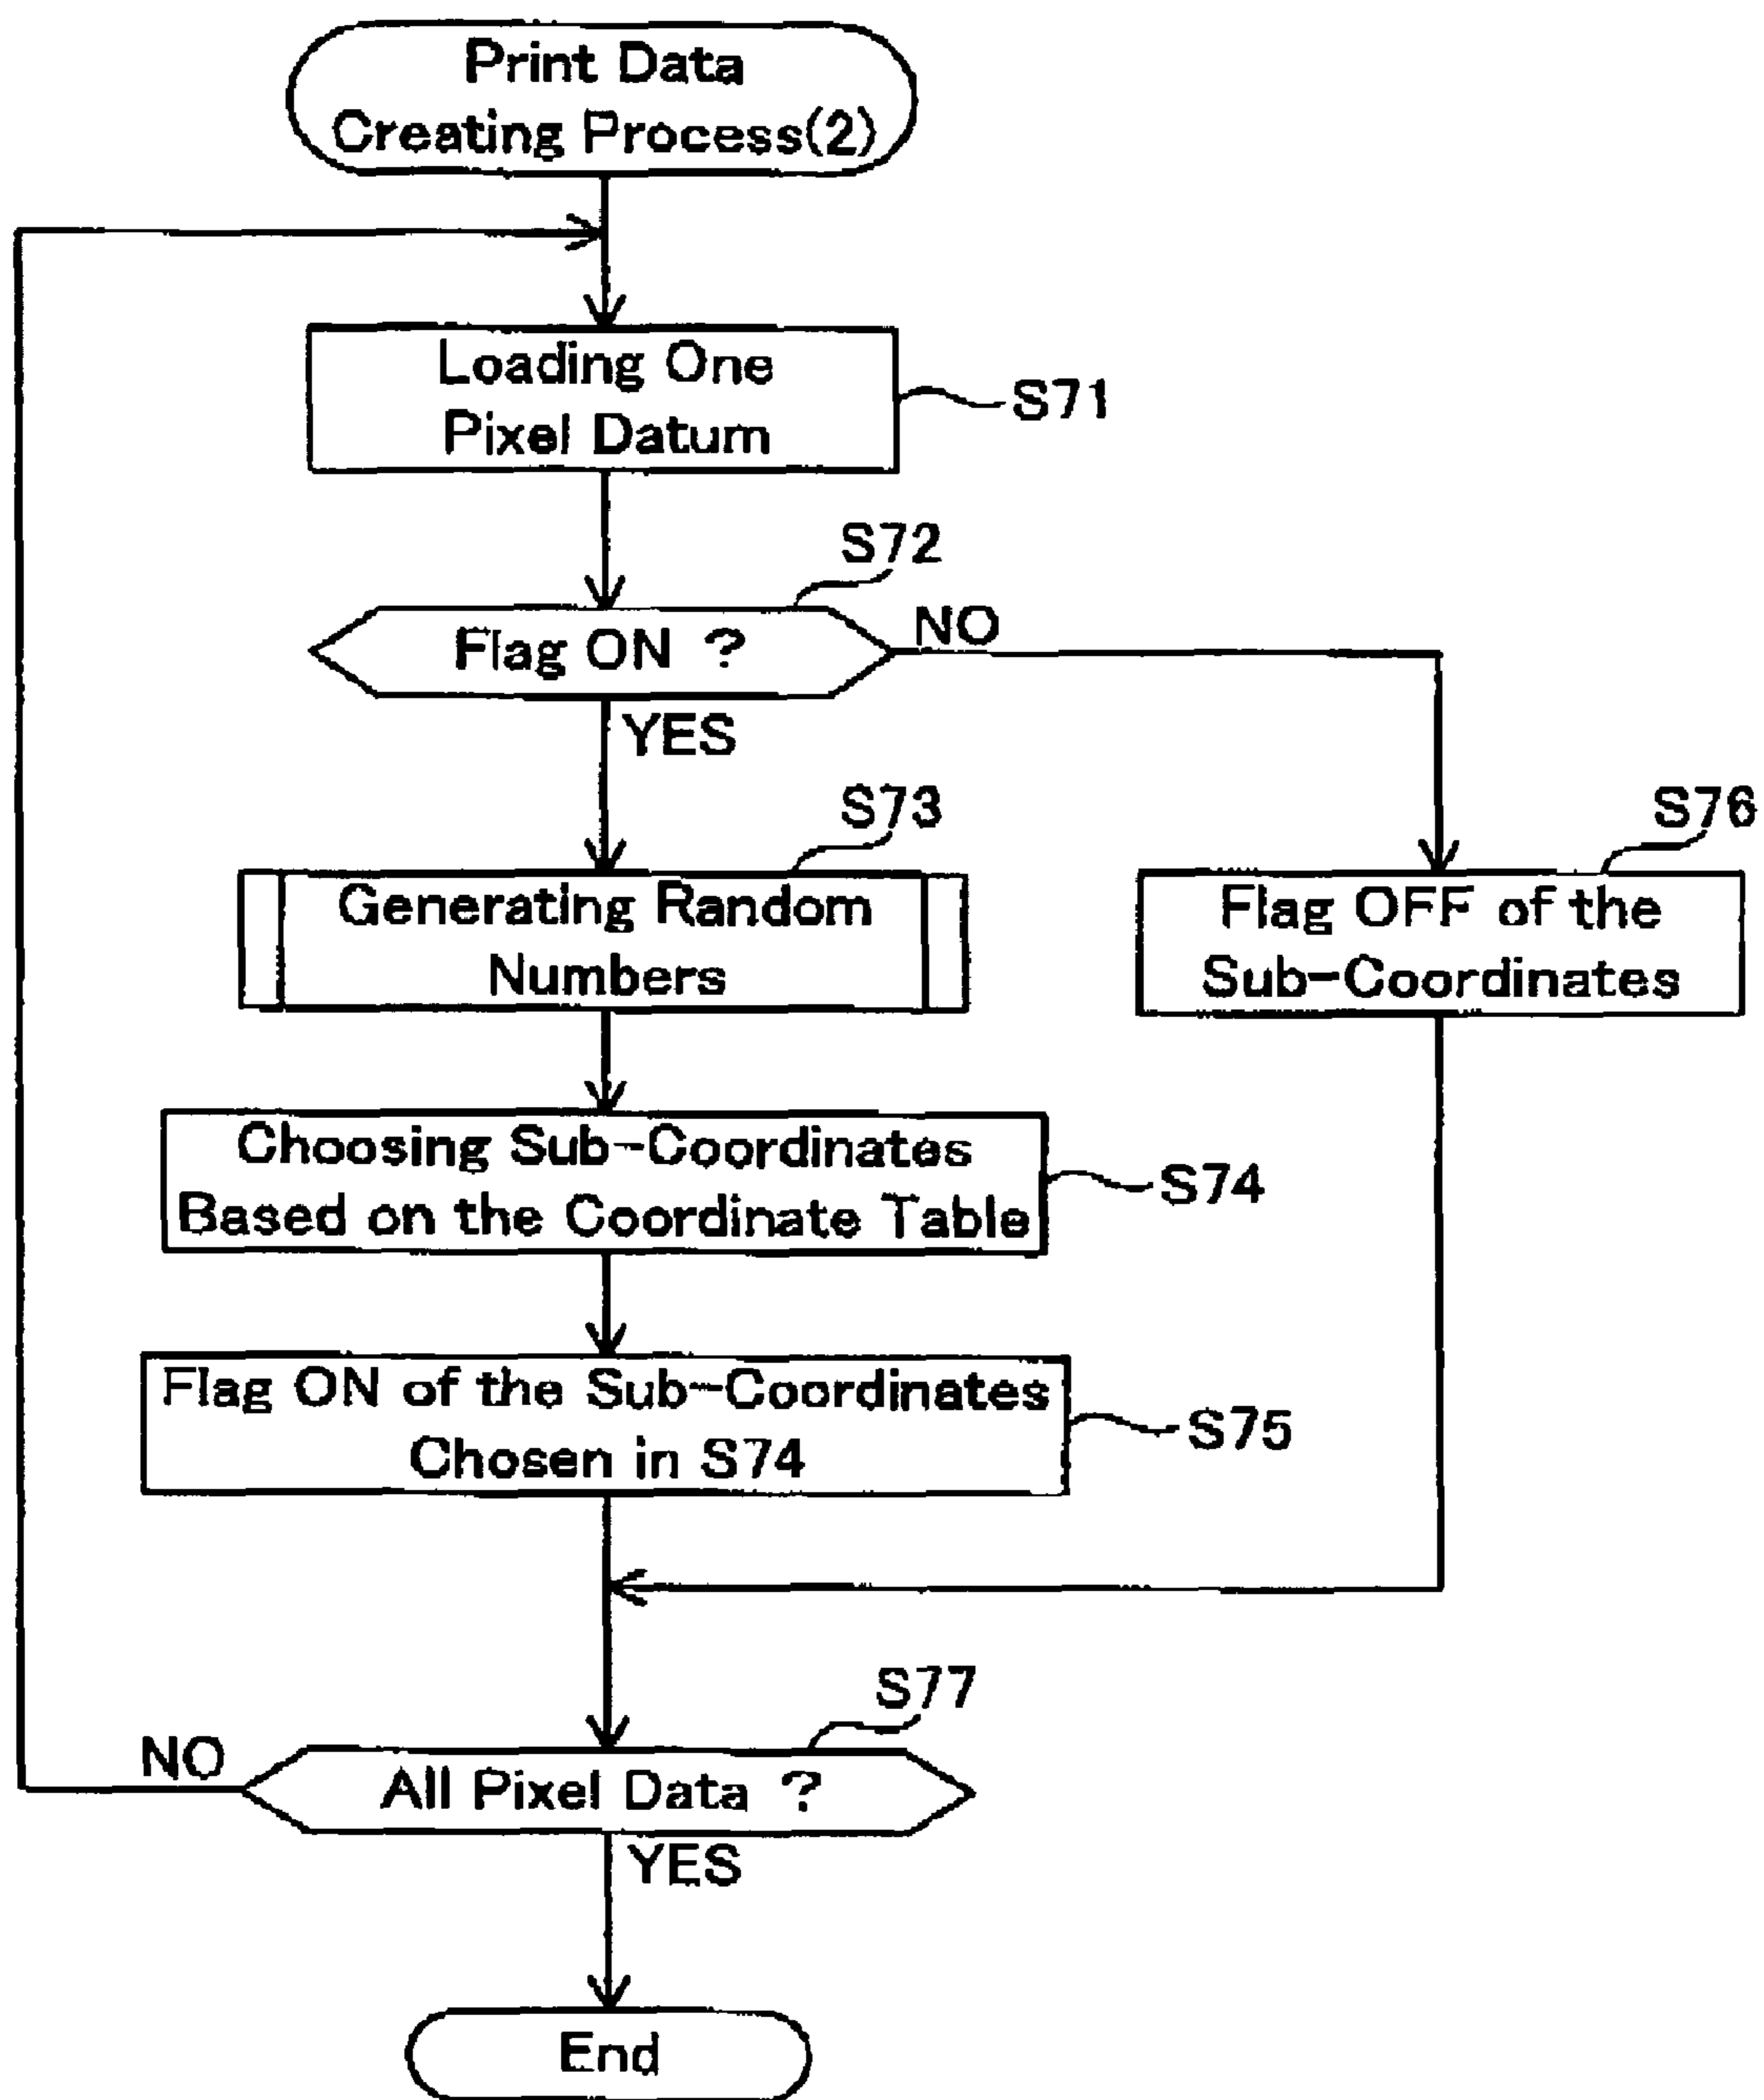 Print Data
Creating Process(2)
Loading One
Pixel Datum
S71
S72
Flag ON ?
NO
YES
S73
Generating Random
Numbers
S76
Flag OFF of the
Sub-Coordinates
Choosing Sub-Coordinates
Based on the Coordinate Table
S74
Flag ON of the Sub-Coordinates
Chosen in S74
S75
S77
NO
All Pixel Data ?
YES
End